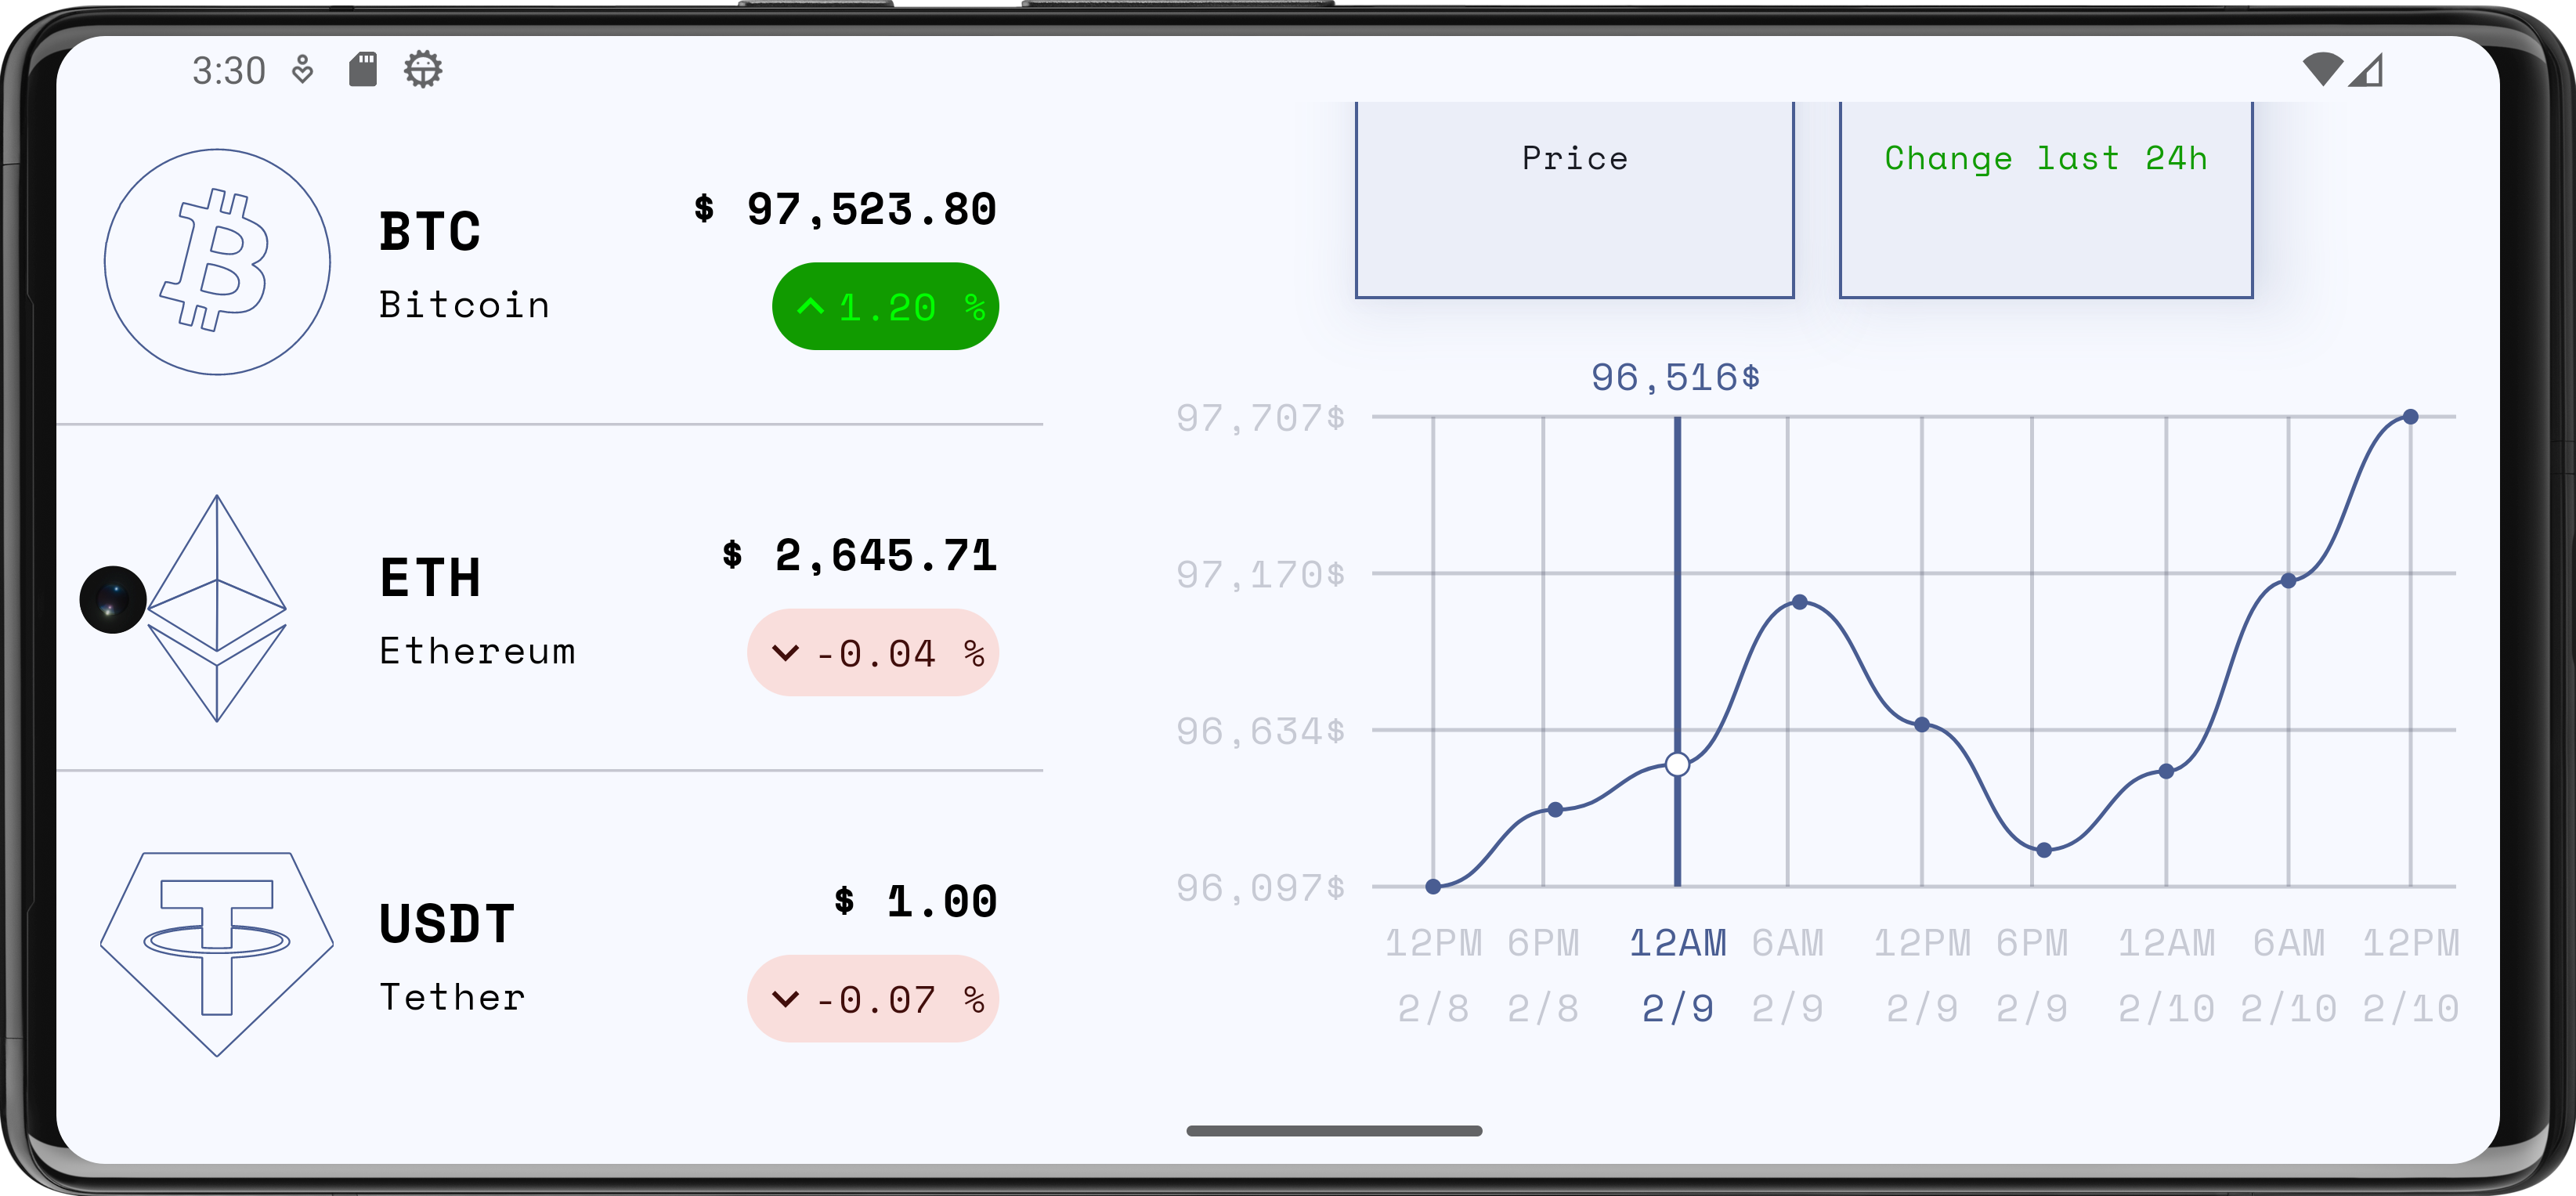 3:30
BTC
Bitcoin
$ 97,523.80
1.20 %
ETH
Ethereum
$ 2,645.71
-0.04 %
USDT
Tether
$ 1.00
-0.07 %
Price
Change last 24h
96,516$
97,707$
97,170$
96,634$
96,097$
12PM 6PM 12AM 6AM 12PM 6PM 12AM 6AM 12PM
2/8 2/8 2/9 2/9 2/9 2/9 2/10 2/10 2/10